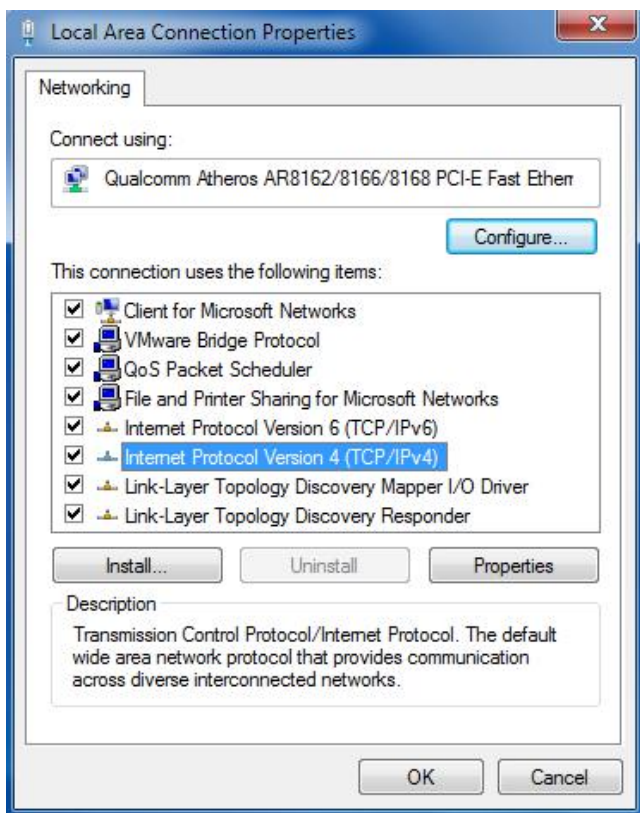 Local Area Connection Properties
Networking
Connect using:
Qualcomm Atheros AR8162/8166/8168 PCI-E Fast Ethern
Configure...
This connection uses the following items:
Client for Microsoft Networks
VMware Bridge Protocol
QoS Packet Scheduler
File and Printer Sharing for Microsoft Networks
Internet Protocol Version 6 (TCP/IPv6)
Internet Protocol Version 4 (TCP/IPv4)
Link-Layer Topology Discovery Mapper I/O Driver
Link-Layer Topology Discovery Responder
Install...
Uninstall
Properties
Description
Transmission Control Protocol/Internet Protocol. The default
wide area network protocol that provides communication
across diverse interconnected networks.
OK
Cancel